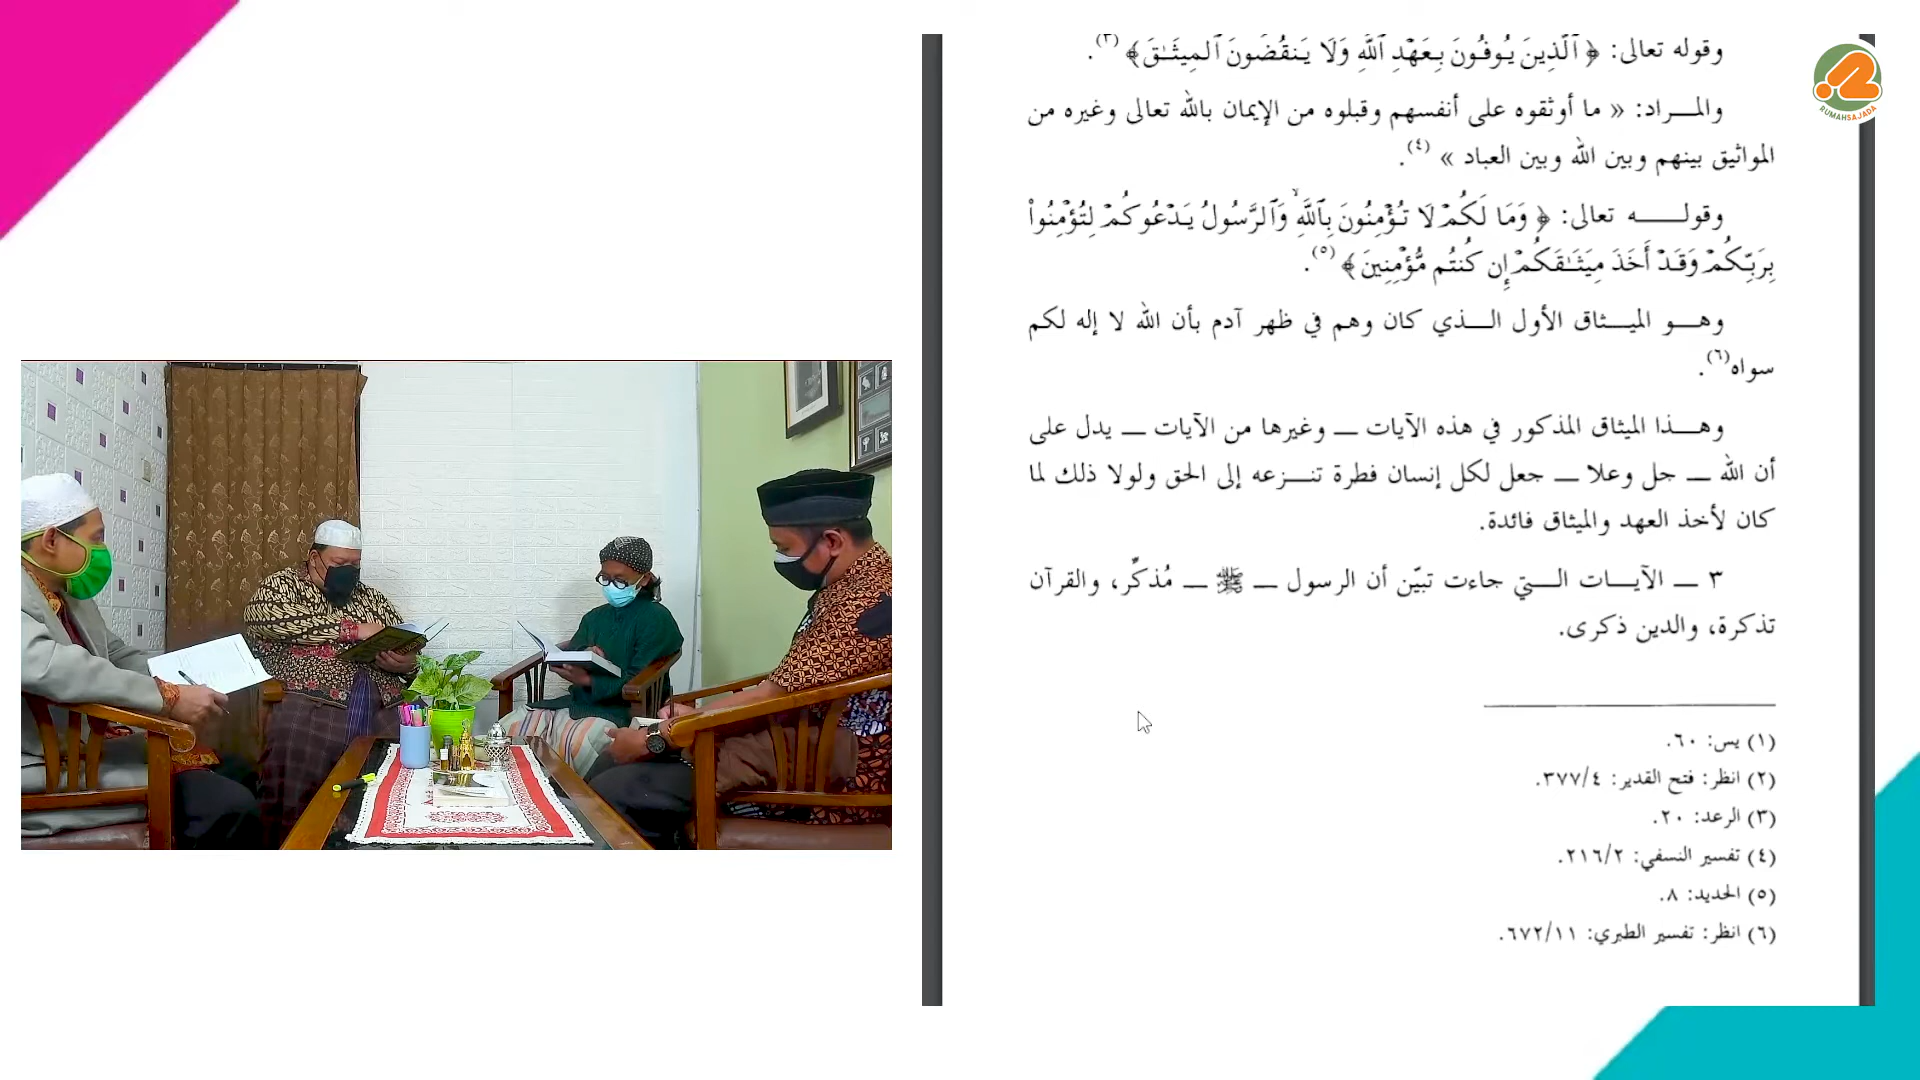 وقوله تعالى: ﴿ ٱلَّذِينَ يُوفُونَ بِعَهْدِ ٱللَّهِ وَلَا يَنقُضُونَ ٱلْمِيثَـٰقَ﴾(٣).
والمـــراد: « ما أوثقوه على أنفسهم وقبلوه من الإيمان بالله تعالى وغيره من
المواثيق بينهم وبين الله وبين العباد » (٤).
وقولـــــه تعالى: ﴿ وَمَا لَكُمْ لَا تُؤْمِنُونَ بِٱللَّهِ ۙ وَٱلرَّسُولُ يَدْعُوكُمْ لِتُؤْمِنُوا۟
بِرَبِّكُمْ وَقَدْ أَخَذَ مِيثَـٰقَكُمْ إِن كُنتُم مُّؤْمِنِينَ﴾(٥).
وهـــو الميـــثاق الأول الـــذي كان وهم في ظهر آدم بأن الله لا إله لكم
سواه(٦).
وهـــذا الميثاق المذكور في هذه الآيات ـــ وغيرها من الآيات ـــ يدل على
أن الله ـــ جل وعلا ـــ جعل لكل إنسان فطرة تنـــزعه إلى الحق ولولا ذلك لما
كان لأخذ العهد والميثاق فائدة.
٣ ـــ الآيـــات الـــتي جاءت تبيّن أن الرسول ـــ ﷺ ـــ مُذكِّر، والقرآن
تذكرة، والدين ذكرى.
(١) يس: ٦٠.
(٢) انظر: فتح القدير: ٣٧٧/٤.
(٣) الرعد: ٢٠.
(٤) تفسير النسفي: ٢١٦/٢.
(٥) الحديد: ٨.
(٦) انظر: تفسير الطبري: ٦٧٢/١١.
RUMAHSAJADA